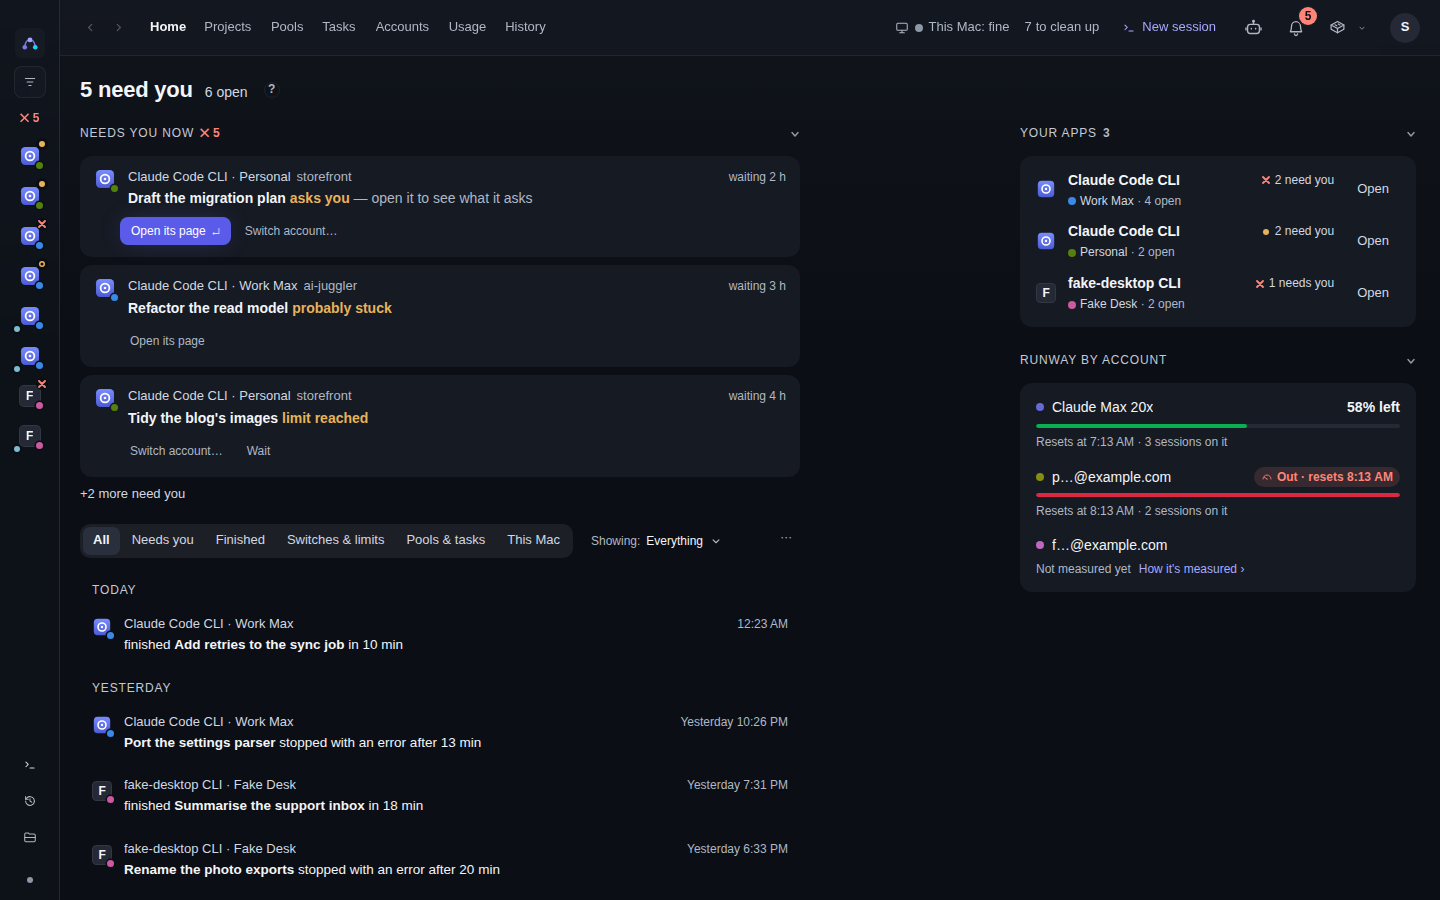 Home Projects Pools Tasks Accounts Usage History
This Mac: fine 7 to clean up New session 5 S
5
5 need you 6 open ?
NEEDS YOU NOW 5
Claude Code CLI · Personal storefront waiting 2 h
Draft the migration plan asks you — open it to see what it asks
Open its page Switch account…
Claude Code CLI · Work Max ai-juggler waiting 3 h
Refactor the read model probably stuck
Open its page
Claude Code CLI · Personal storefront waiting 4 h
Tidy the blog's images limit reached
Switch account… Wait
+2 more need you
All Needs you Finished Switches & limits Pools & tasks This Mac Showing: Everything ···
TODAY
Claude Code CLI · Work Max 12:23 AM
finished Add retries to the sync job in 10 min
YESTERDAY
Claude Code CLI · Work Max Yesterday 10:26 PM
Port the settings parser stopped with an error after 13 min
F fake-desktop CLI · Fake Desk Yesterday 7:31 PM
finished Summarise the support inbox in 18 min
F fake-desktop CLI · Fake Desk Yesterday 6:33 PM
Rename the photo exports stopped with an error after 20 min
YOUR APPS 3
Claude Code CLI 2 need you Open
Work Max · 4 open
Claude Code CLI 2 need you Open
Personal · 2 open
F fake-desktop CLI 1 needs you Open
Fake Desk · 2 open
RUNWAY BY ACCOUNT
Claude Max 20x 58% left
Resets at 7:13 AM · 3 sessions on it
p…@example.com Out · resets 8:13 AM
Resets at 8:13 AM · 2 sessions on it
f…@example.com
Not measured yet How it's measured ›
F
F